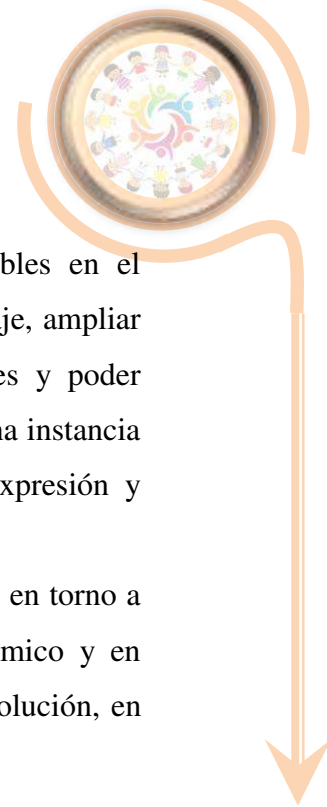 bles en el
je, ampliar
es y poder
na instancia
xpresión y
en torno a
mico y en
olución, en